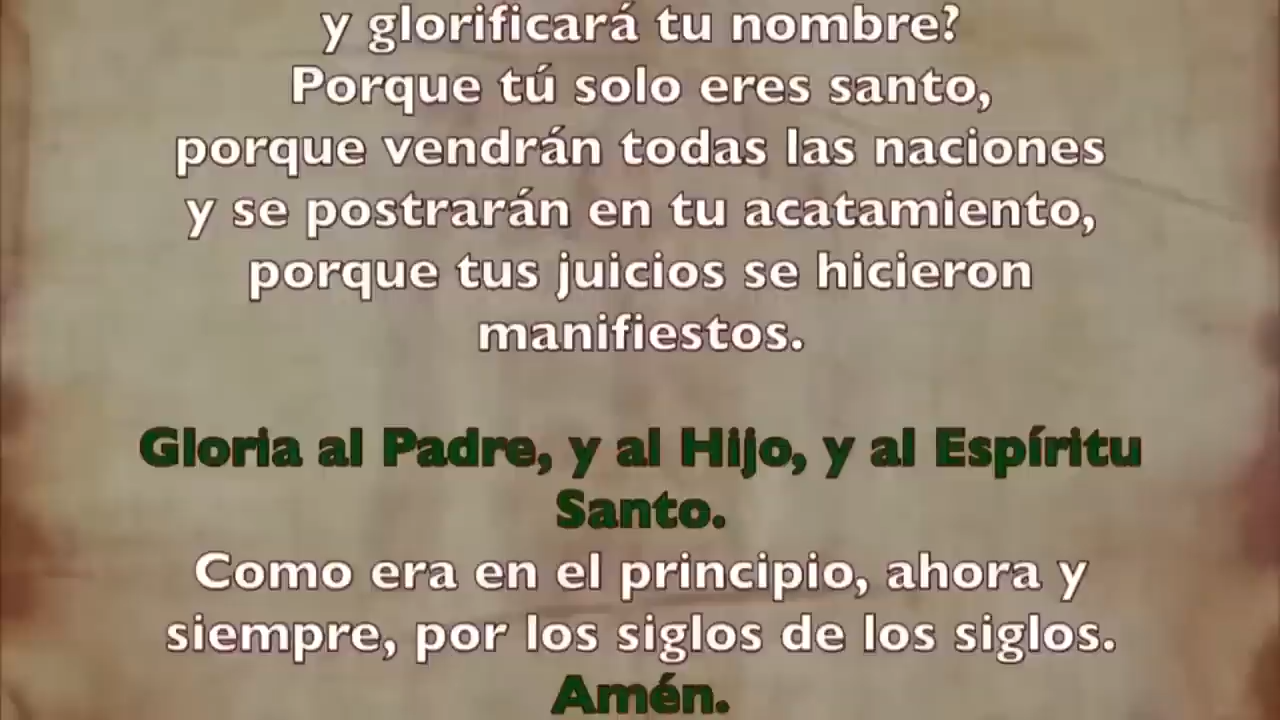 y glorificará tu nombre?
Porque tú solo eres santo,
porque vendrán todas las naciones
y se postrarán en tu acatamiento,
porque tus juicios se hicieron
manifiestos.
Gloria al Padre, y al Hijo, y al Espíritu
Santo.
Como era en el principio, ahora y
siempre, por los siglos de los siglos.
Amén.